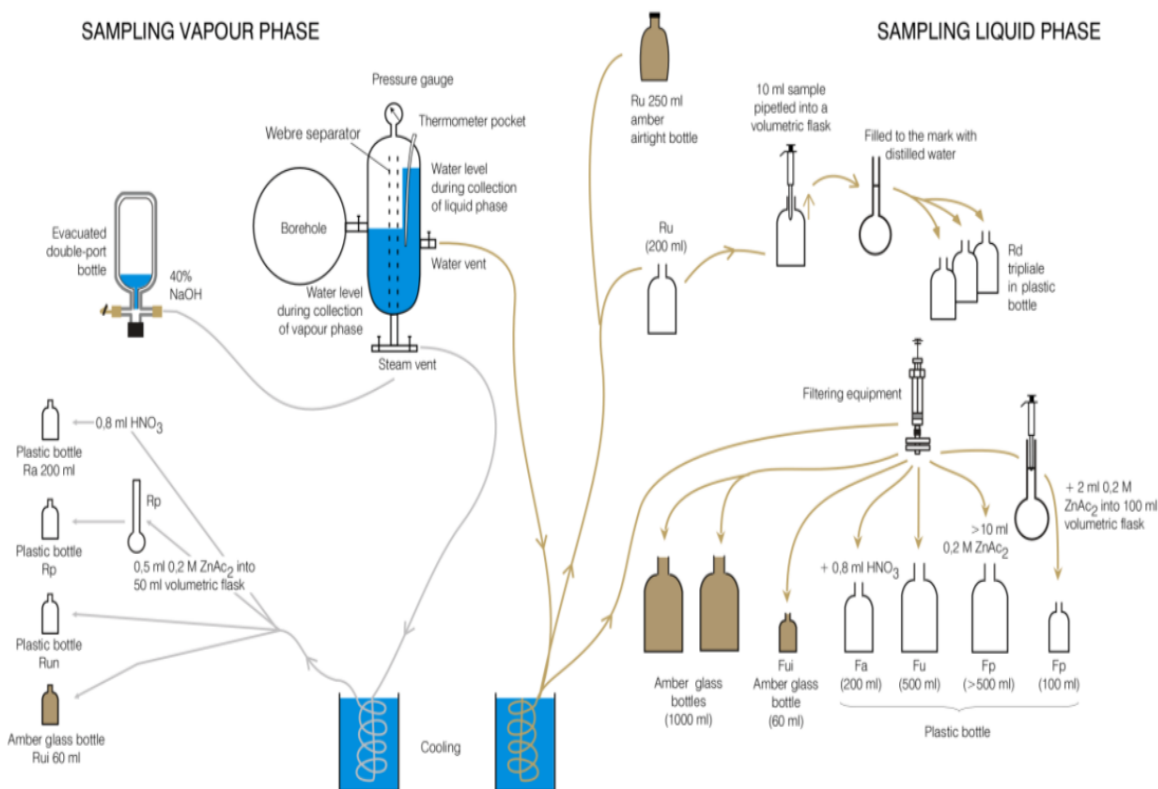 SAMPLING VAPOUR PHASE
SAMPLING LIQUID PHASE
Pressure gauge
Thermometer pocket
Webre separator
Water level
during collection
of liquid phase
Borehole
Water vent
Water level
during collection
of vapour phase
Steam vent
Evacuated
double-port
bottle
40%
NaOH
0,8 ml HNO3
Plastic bottle
Ra 200 ml
Rp
Plastic bottle
Rp
0,5 ml 0,2 M ZnAc2 into
50 ml volumetric flask
Plastic bottle
Run
Amber glass bottle
Rui 60 ml
Cooling
Ru 250 ml
amber
airtight bottle
10 ml sample
pipetled into a
volumetric flask
Filled to the mark with
distilled water
Ru
(200 ml)
Rd
tripliale
in plastic
bottle
Filtering equipment
+ 2 ml 0,2 M
ZnAc2 into 100 ml
volumetric flask
>10 ml
0,2 M ZnAc2
+ 0,8 ml HNO3
Amber glass
bottles
(1000 ml)
Fui
Amber glass
bottle
(60 ml)
Fa
(200 ml)
Fu
(500 ml)
Fp
(>500 ml)
Fp
(100 ml)
Plastic bottle